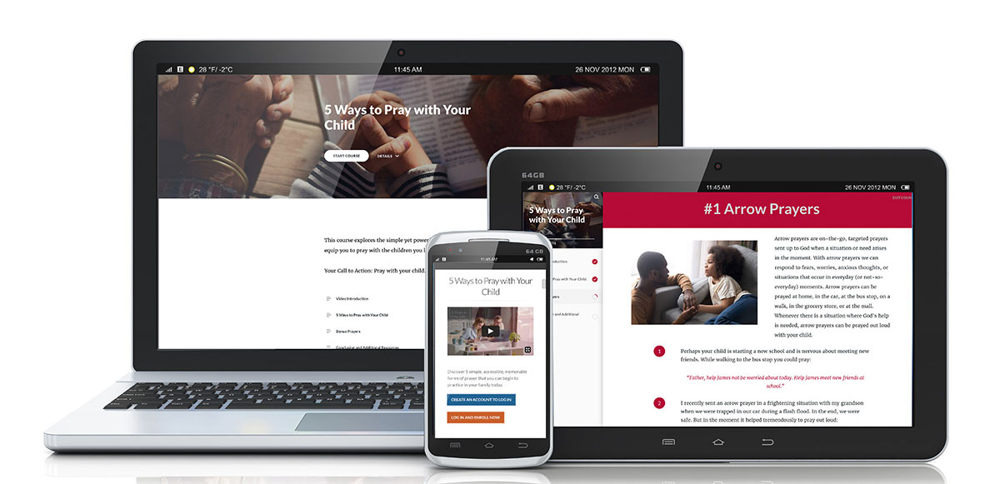 28 °F/ -2°C
11:45 AM
26 NOV 2012 MON
5 Ways to Pray with Your
Child
START COURSE
DETAILS
This course explores the simple yet
equip you to pray with the children you
Your Call to Action: Pray with your child.
Video Introduction
5 Ways to Pray with Your Child
Bonus Prayers
Conclusion and Additional Resources
64GB
28 °F/ -2°C
11:45 AM
26 NOV 2012 MON
5 Ways to Pray
with Your Child
Pray with Your Child
and Additional
EXIT
#1 Arrow Prayers
Arrow prayers are on-the-go, targeted prayers
sent up to God when a situation or need arises
in the moment. With arrow prayers we can
respond to fears, worries, anxious thoughts, or
situations that occur in everyday (or not-so-
everyday) moments. Arrow prayers can be
prayed at home, in the car, at the bus stop, on a
walk, in the grocery store, or at the mall.
Whenever there is a situation where God's help
is needed, arrow prayers can be prayed out loud
with your child.
1
Perhaps your child is starting a new school and is nervous about meeting new
friends. While walking to the bus stop you could pray:
"Father, help James not be worried about today. Help James meet new friends at
school."
2
I recently sent an arrow prayer in a frightening situation with my grandson
when we were trapped in our car during a flash flood. In the end, we were
safe. But in the moment it helped tremendously to pray out loud:
64 GB
11:45 AM
5 Ways to Pray with Your
Child
Discover 5 simple, accessible, memorable
forms of prayer that you can begin to
practice in your family today.
CREATE AN ACCOUNT TO LOG IN
LOG IN AND ENROLL NOW